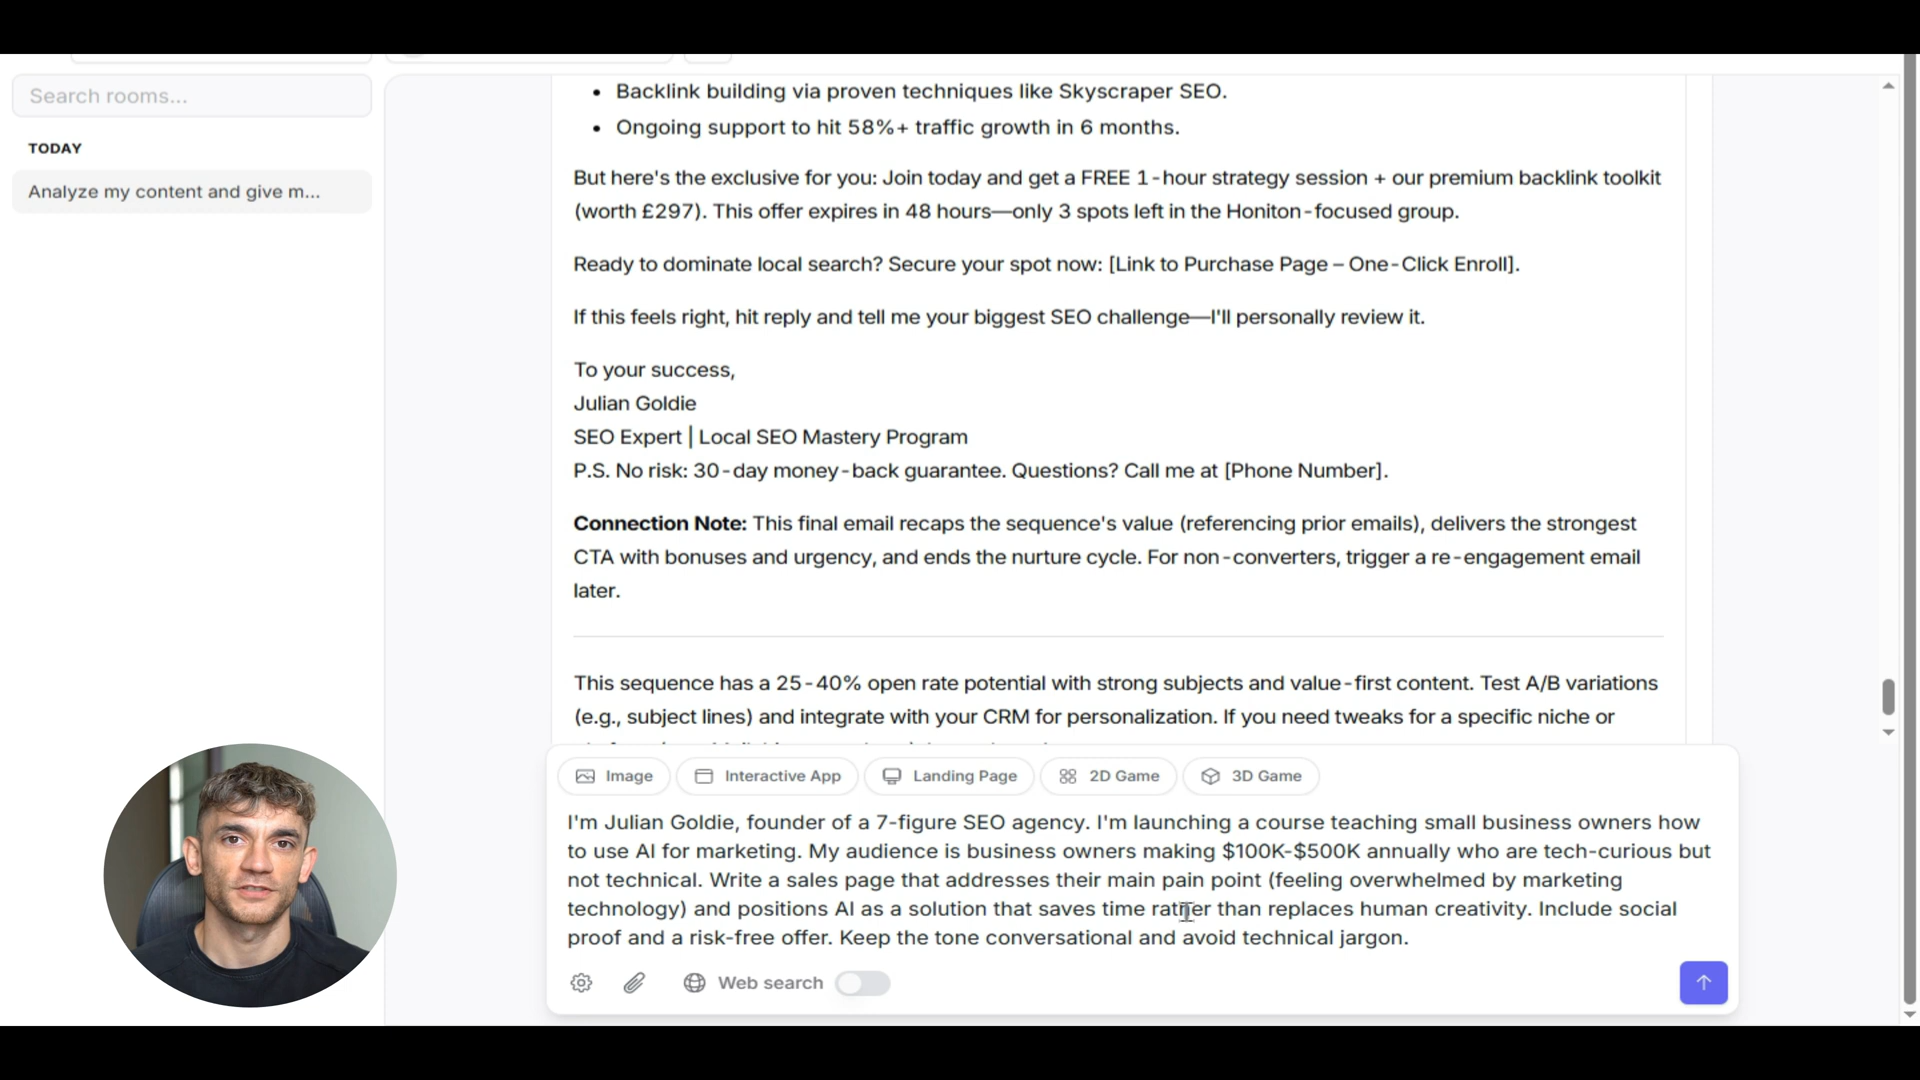 Search rooms...
TODAY
Analyze my content and give m...
• Backlink building via proven techniques like Skyscraper SEO.
• Ongoing support to hit 58%+ traffic growth in 6 months.
But here's the exclusive for you: Join today and get a FREE 1-hour strategy session + our premium backlink toolkit
(worth £297). This offer expires in 48 hours—only 3 spots left in the Honiton-focused group.
Ready to dominate local search? Secure your spot now: [Link to Purchase Page – One-Click Enroll].
If this feels right, hit reply and tell me your biggest SEO challenge—I'll personally review it.
To your success,
Julian Goldie
SEO Expert | Local SEO Mastery Program
P.S. No risk: 30-day money-back guarantee. Questions? Call me at [Phone Number].
Connection Note: This final email recaps the sequence's value (referencing prior emails), delivers the strongest
CTA with bonuses and urgency, and ends the nurture cycle. For non-converters, trigger a re-engagement email
later.
This sequence has a 25-40% open rate potential with strong subjects and value-first content. Test A/B variations
(e.g., subject lines) and integrate with your CRM for personalization. If you need tweaks for a specific niche or
Image
Interactive App
Landing Page
2D Game
3D Game
I'm Julian Goldie, founder of a 7-figure SEO agency. I'm launching a course teaching small business owners how
to use AI for marketing. My audience is business owners making $100K-$500K annually who are tech-curious but
not technical. Write a sales page that addresses their main pain point (feeling overwhelmed by marketing
technology) and positions AI as a solution that saves time rather than replaces human creativity. Include social
proof and a risk-free offer. Keep the tone conversational and avoid technical jargon.
Web search